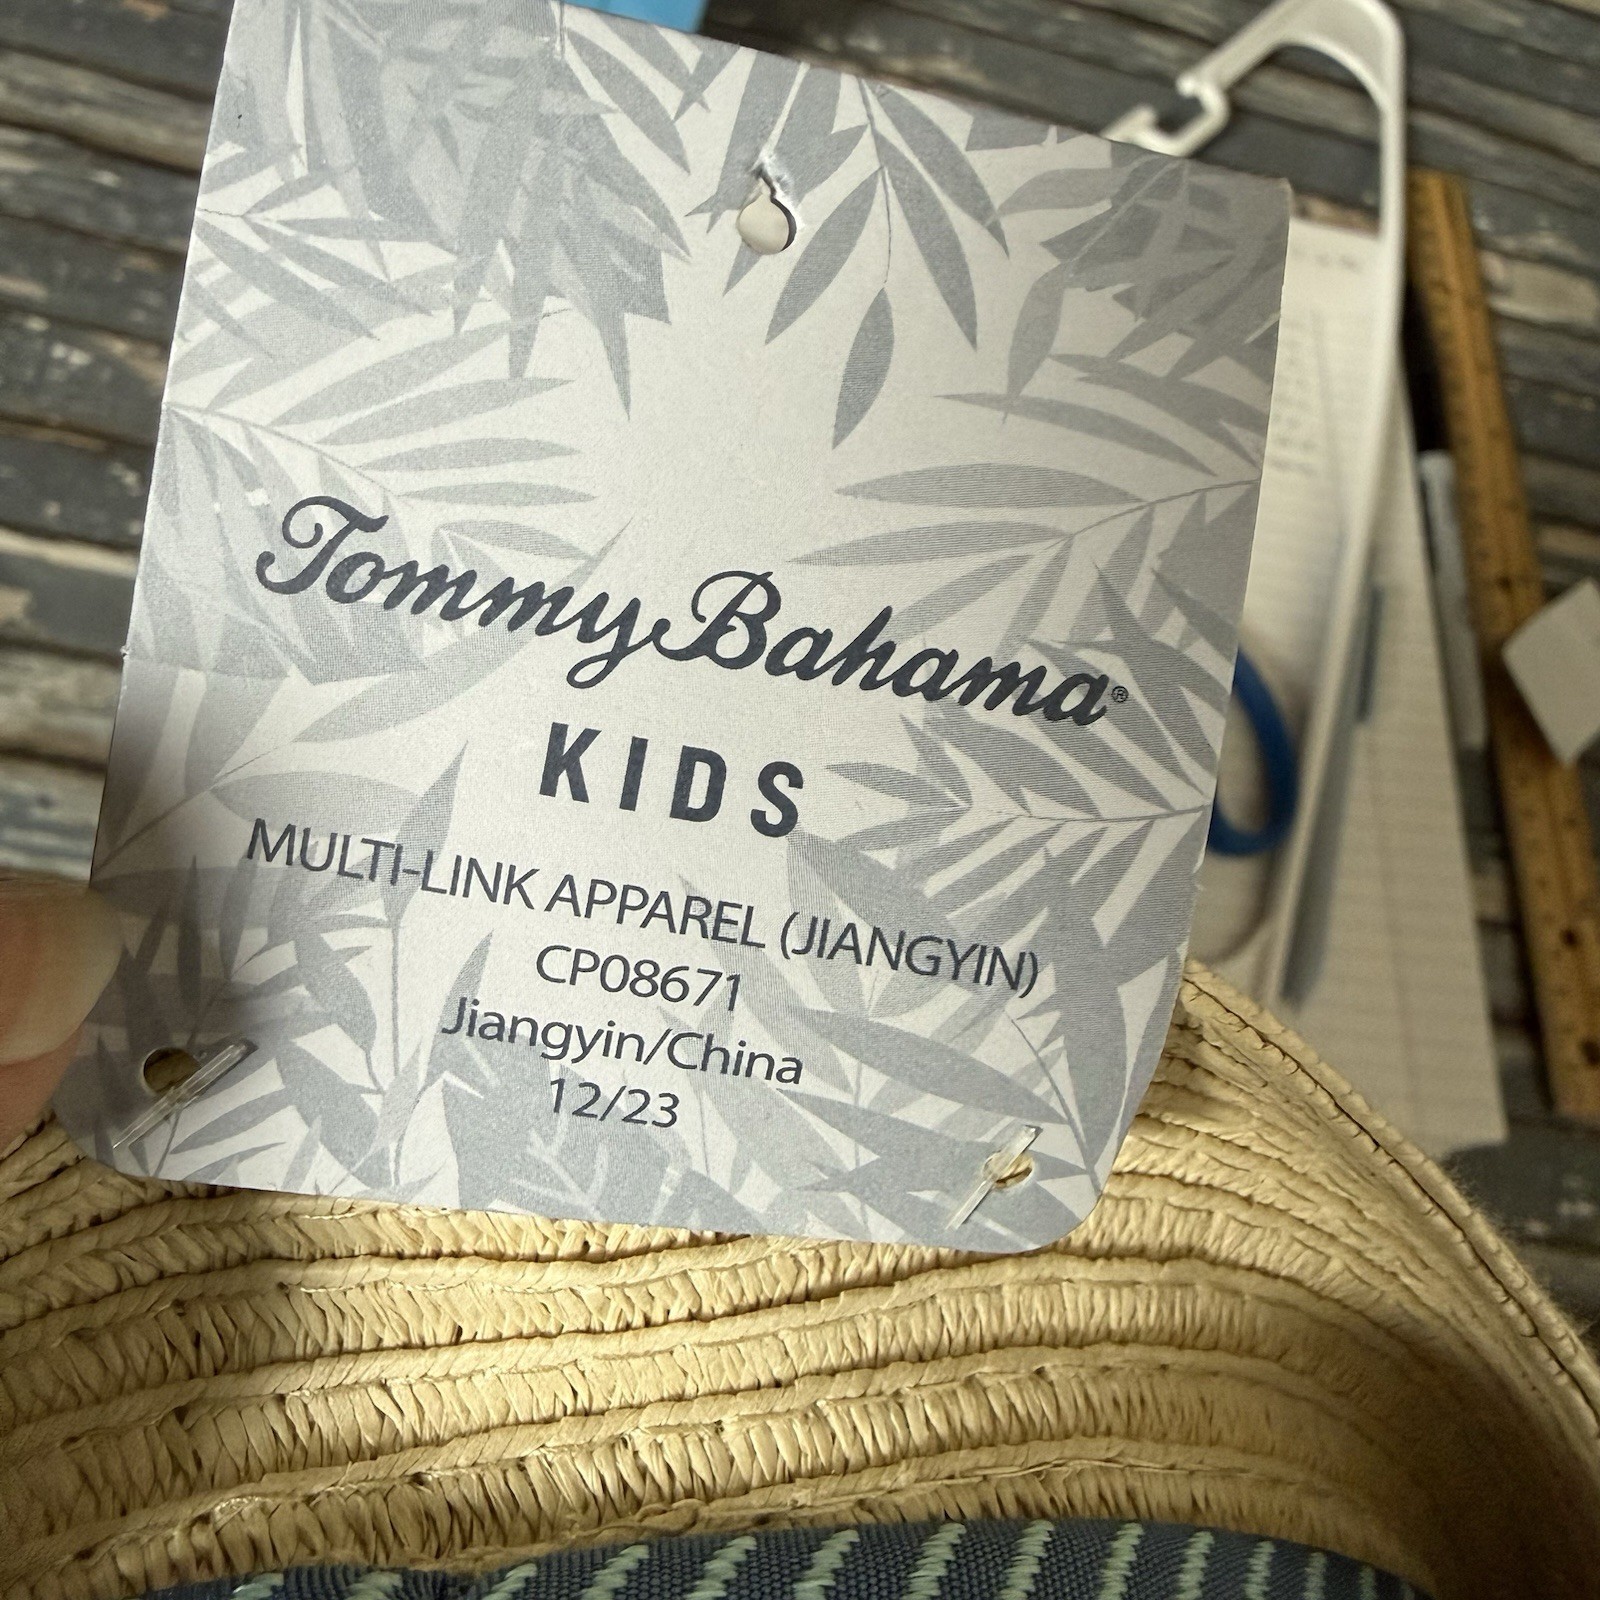 Tommy Bahama®
KIDS
MULTI-LINK APPAREL (JIANGYIN)
CP08671
Jiangyin/China
12/23